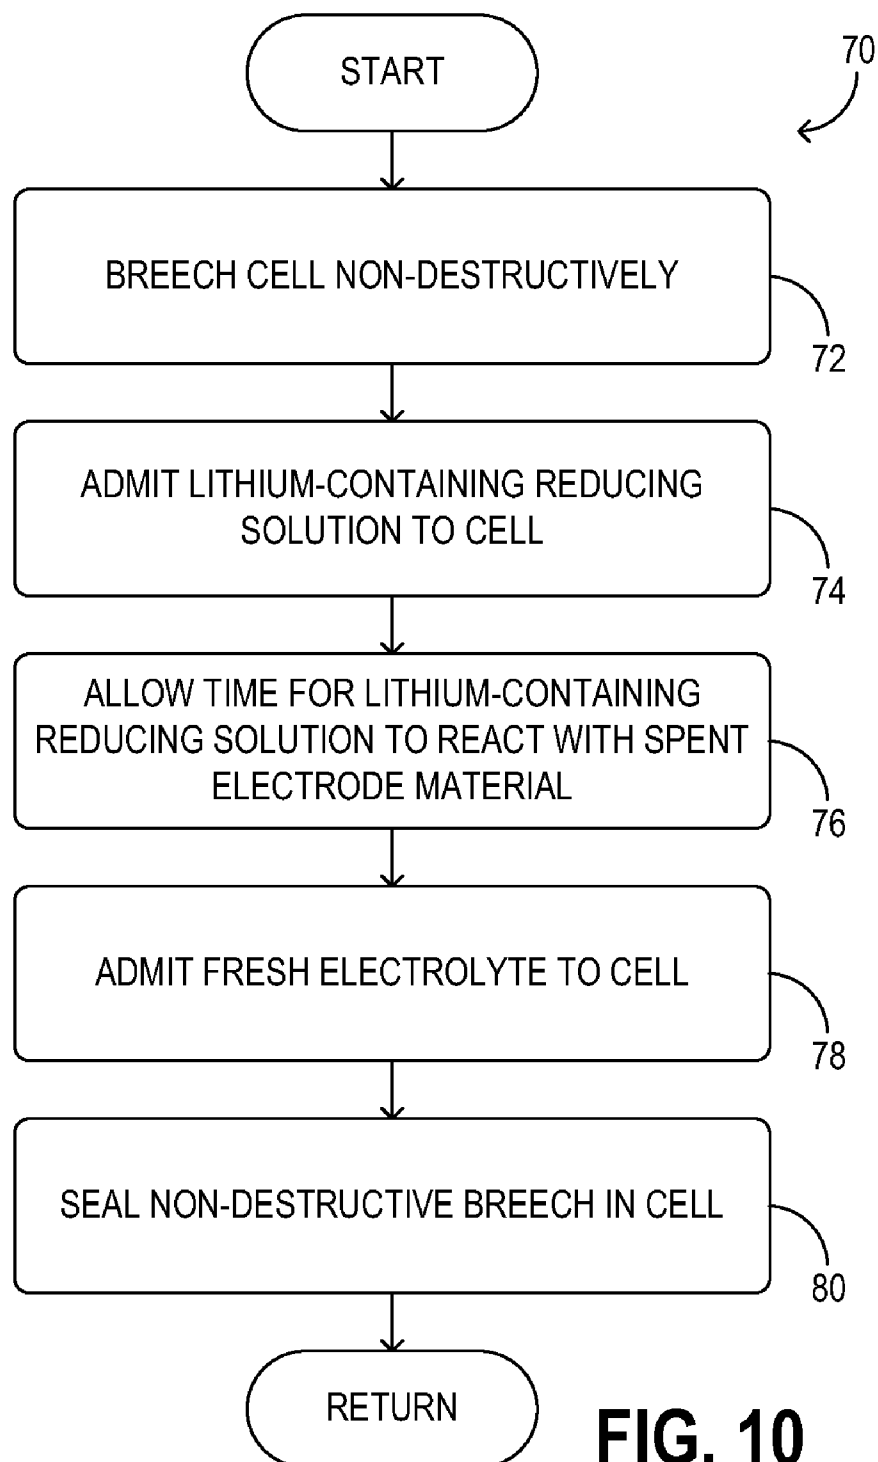 START
70
BREECH CELL NON-DESTRUCTIVELY
72
ADMIT LITHIUM-CONTAINING REDUCING
SOLUTION TO CELL
74
ALLOW TIME FOR LITHIUM-CONTAINING
REDUCING SOLUTION TO REACT WITH SPENT
ELECTRODE MATERIAL
76
ADMIT FRESH ELECTROLYTE TO CELL
78
SEAL NON-DESTRUCTIVE BREECH IN CELL
80
RETURN
FIG. 10